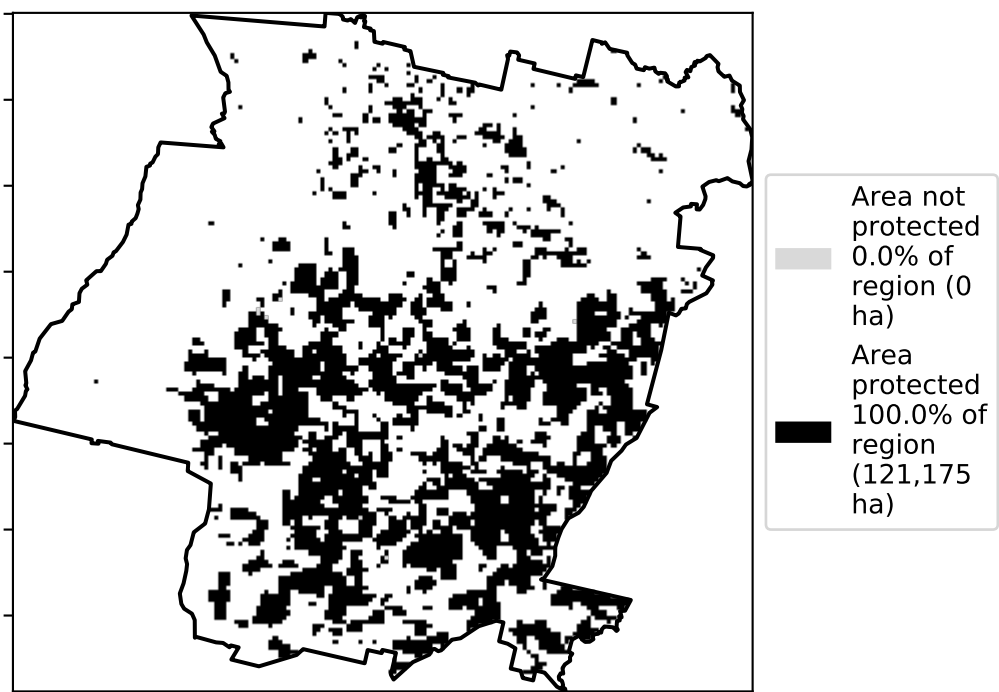 Area not
protected
0.0% of
region (0
ha)
Area
protected
100.0% of
region
(121,175
ha)